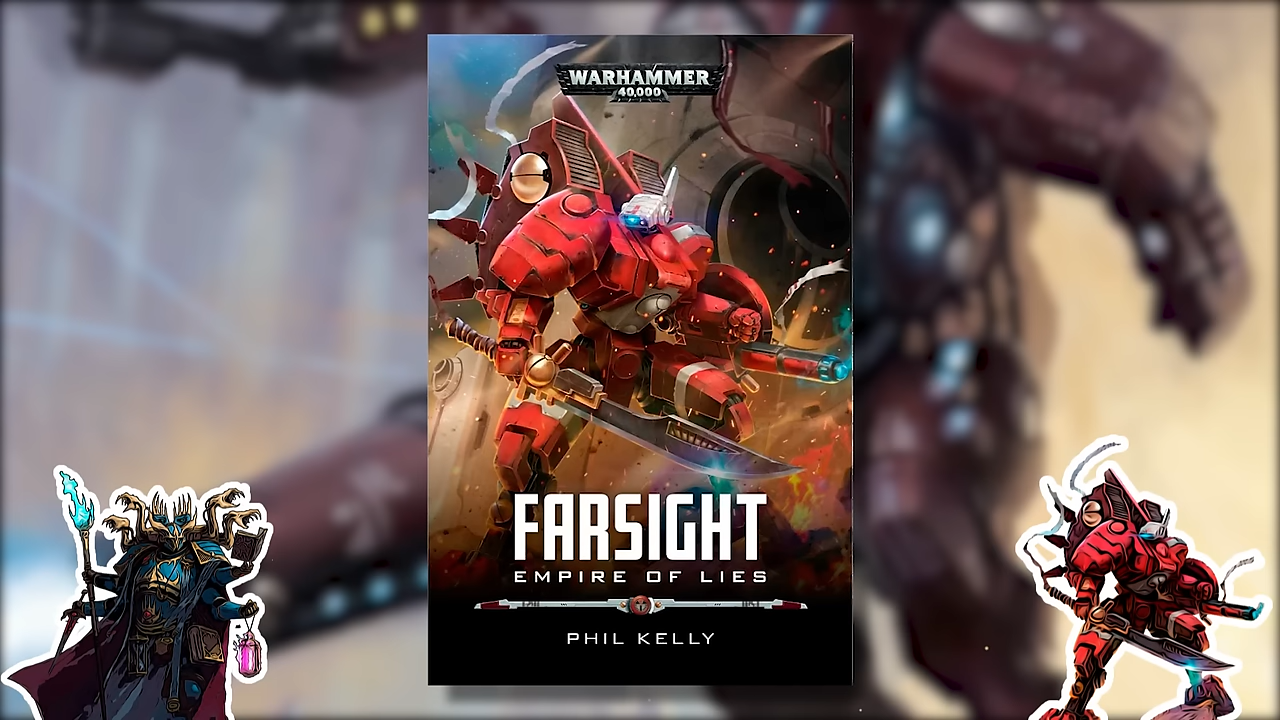 WARHAMMER
40,000
FARSIGHT
EMPIRE OF LIES
PHIL KELLY